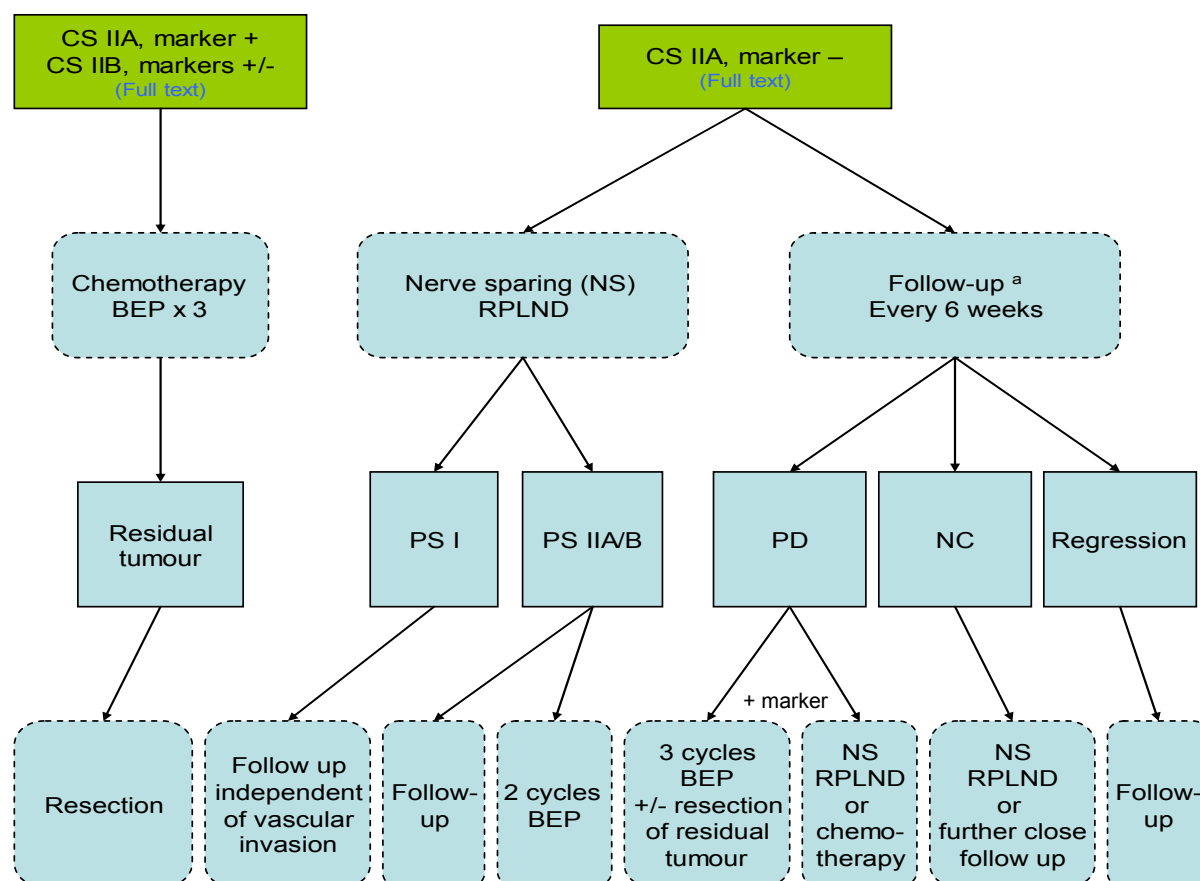 CS IIA, marker +
CS IIB, markers +/-
(Full text)
CS IIA, marker –
(Full text)
Chemotherapy
BEP x 3
Nerve sparing (NS)
RPLND
Follow-up a
Every 6 weeks
Residual
tumour
PS I
PS IIA/B
PD
NC
Regression
+ marker
Resection
Follow up
independent
of vascular
invasion
Follow-
up
2 cycles
BEP
3 cycles
BEP
+/- resection
of residual
tumour
NS
RPLND
or
chemo-
therapy
NS
RPLND
or
further close
follow up
Follow-
up